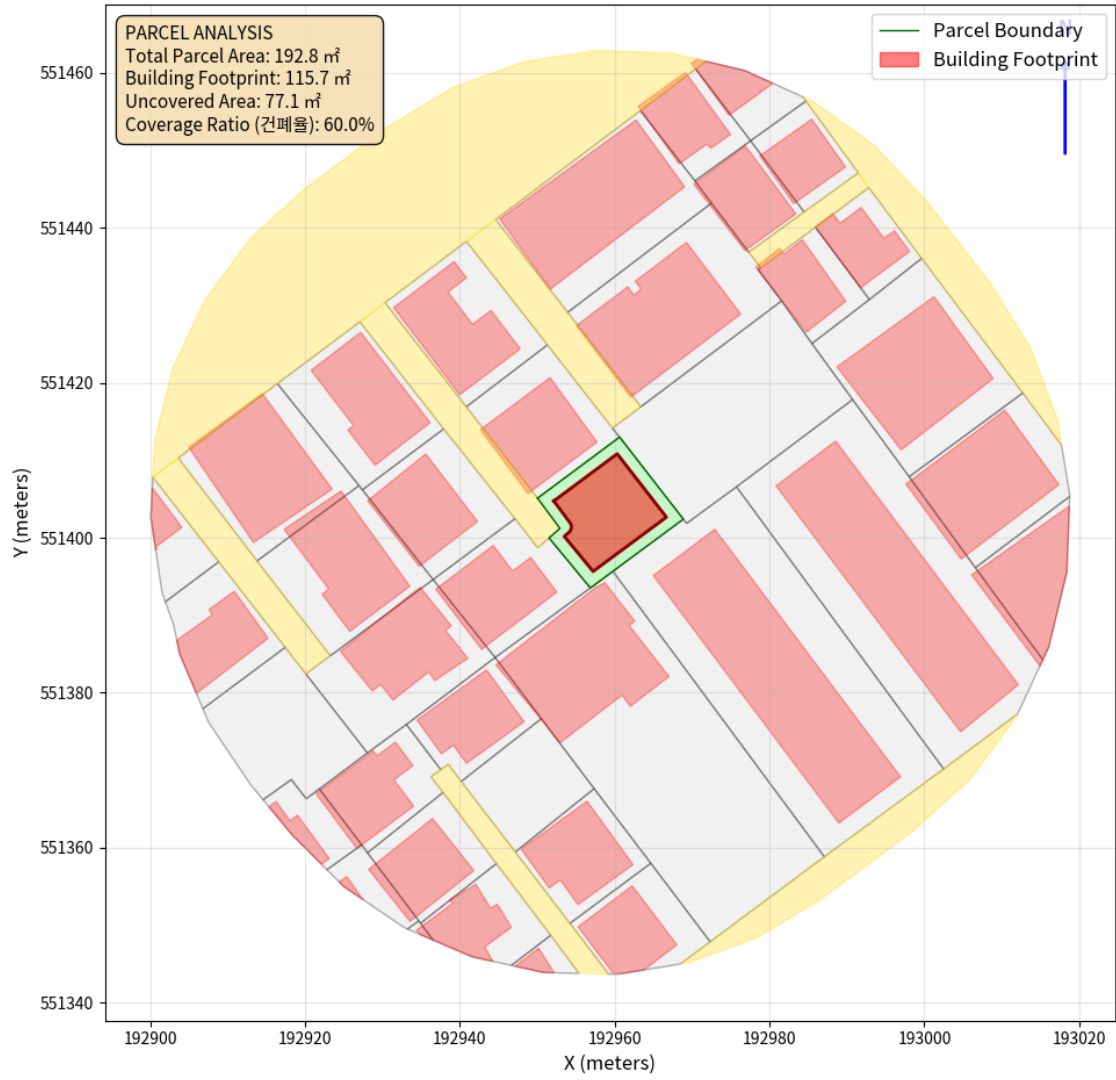 PARCEL ANALYSIS
Total Parcel Area: 192.8 ㎡
Building Footprint: 115.7 ㎡
Uncovered Area: 77.1 ㎡
Coverage Ratio (건폐율): 60.0%
Parcel Boundary
Building Footprint
N
551460
551440
551420
551400
551380
551360
551340
Y (meters)
192900
192920
192940
192960
192980
193000
193020
X (meters)